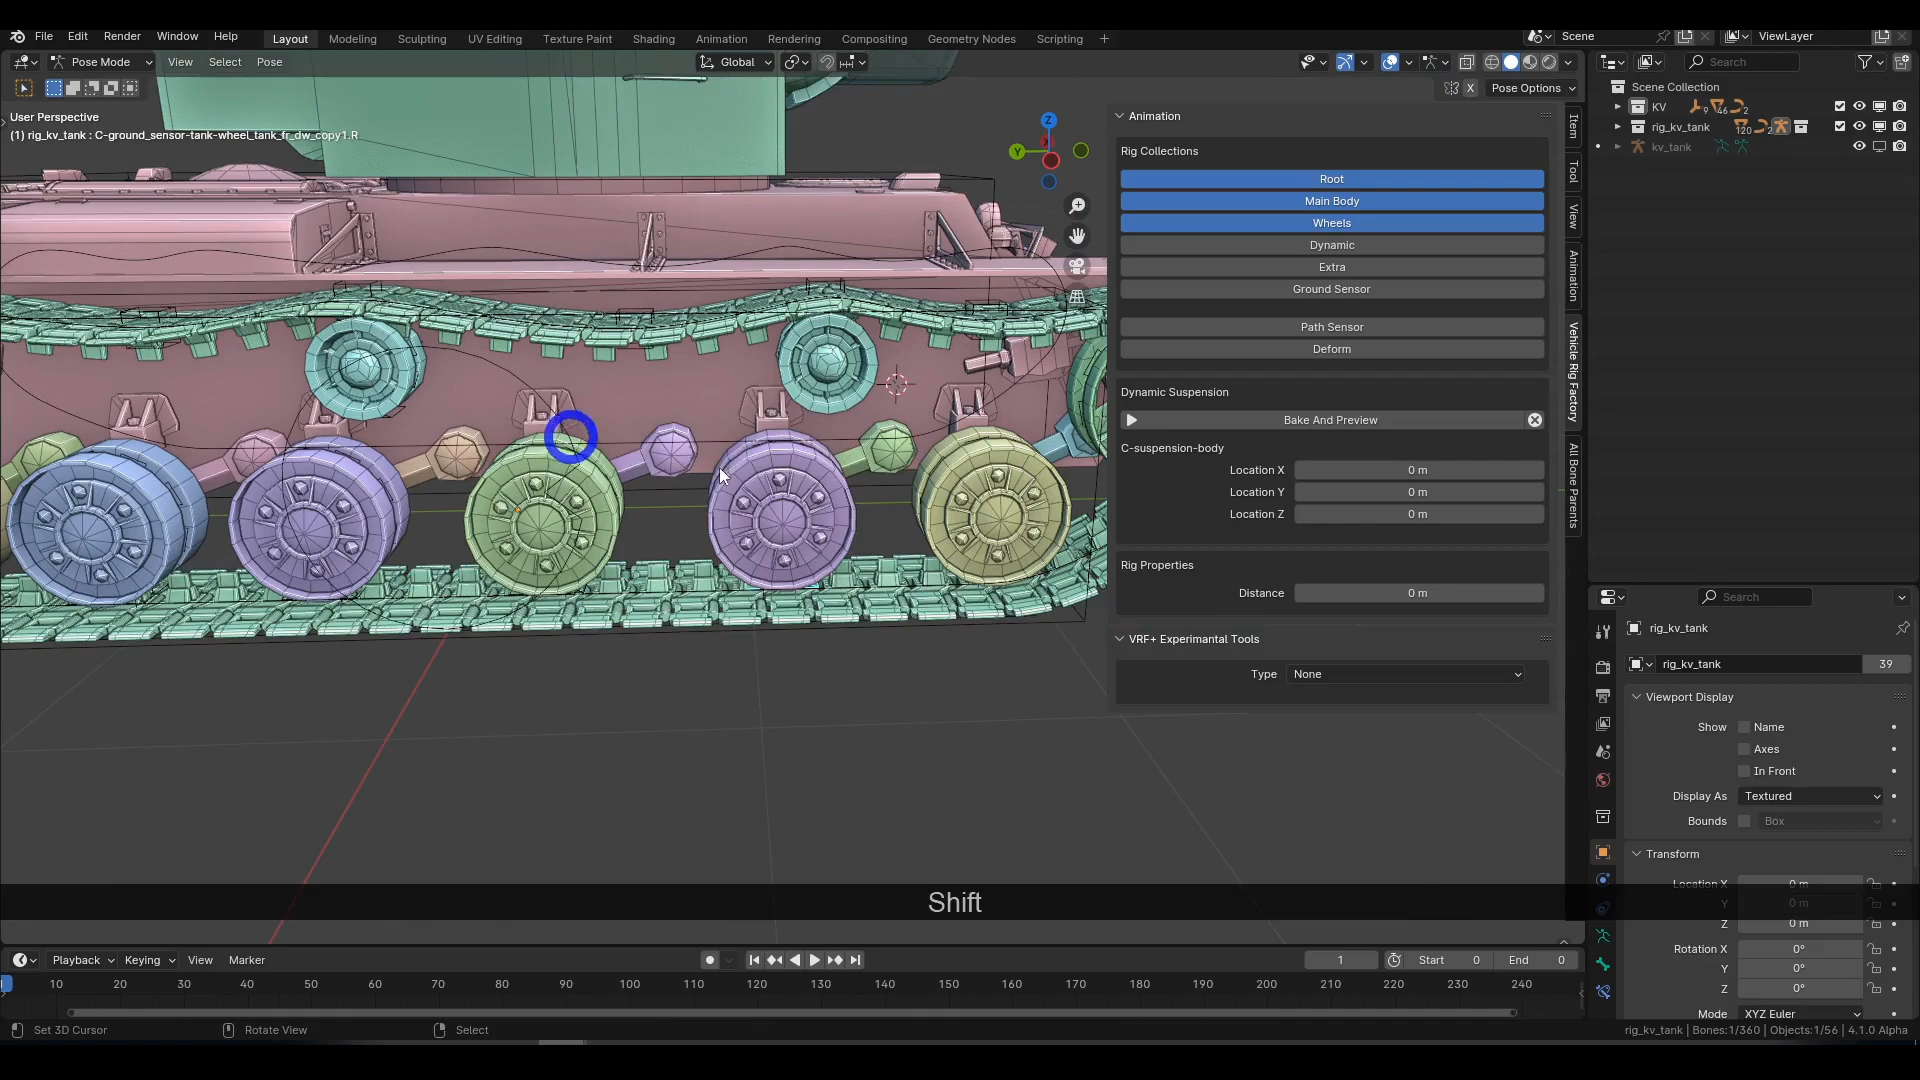 File Edit Render Window Help Layout Modeling Sculpting UV Editing Texture Paint Shading Animation Rendering Compositing Geometry Nodes Scripting + Scene ViewLayer
Pose Mode View Select Pose Global Search
X Pose Options
Scene Collection
KV 9 46 2
rig_kv_tank 120 2
kv_tank
User Perspective
(1) rig_kv_tank : C-ground_sensor-tank-wheel_tank_fr_dw_copy1.R
Z
Y
Animation
Rig Collections
Root
Main Body
Wheels
Dynamic
Extra
Ground Sensor
Path Sensor
Deform
Dynamic Suspension
Bake And Preview
C-suspension-body
Location X 0 m
Location Y 0 m
Location Z 0 m
Rig Properties
Distance 0 m
VRF+ Experimantal Tools
Type None
Item
Tool
View
Animation
Vehicle Rig Factory
All Bone Parents
Search
rig_kv_tank
rig_kv_tank 39
Viewport Display
Show Name
Axes
In Front
Display As Textured
Bounds Box
Transform
Location X 0 m
Y 0 m
Z 0 m
Rotation X 0°
Y 0°
Z 0°
Mode XYZ Euler
Shift
Playback Keying View Marker 1 Start 0 End 0
10 20 30 40 50 60 70 80 90 100 110 120 130 140 150 160 170 180 190 200 210 220 230 240
Set 3D Cursor Rotate View Select rig_kv_tank | Bones:1/360 | Objects:1/56 | 4.1.0 Alpha